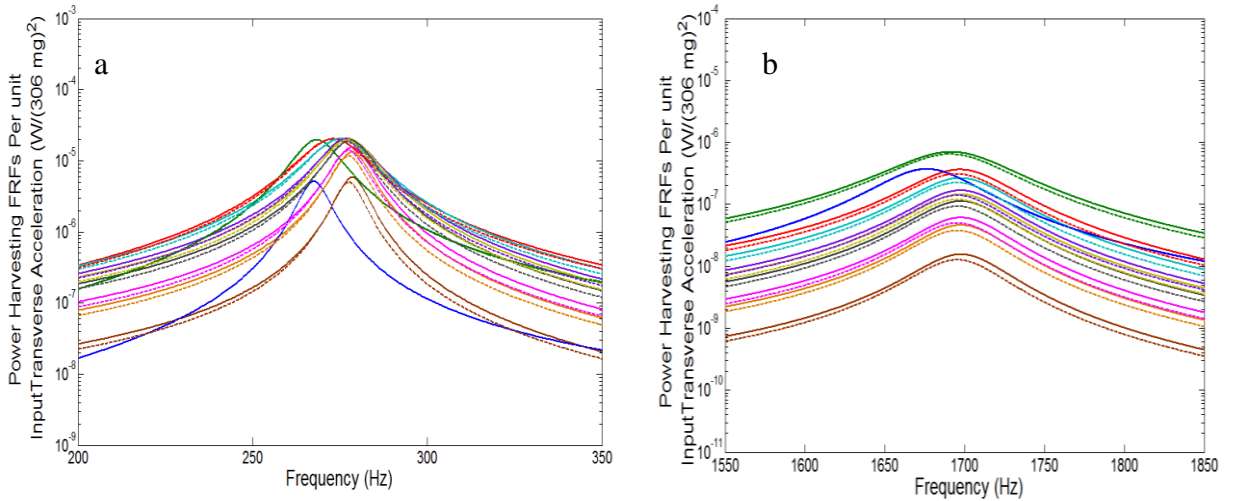 a
Power Harvesting FRFs Per unit
InputTransverse Acceleration (W/(306 mg)²
10⁻³
10⁻⁴
10⁻⁵
10⁻⁶
10⁻⁷
10⁻⁸
10⁻⁹
200 250 300 350
Frequency (Hz)
b
Power Harvesting FRFs Per unit
InputTransverse Acceleration (W/(306 mg)²
10⁻⁴
10⁻⁵
10⁻⁶
10⁻⁷
10⁻⁸
10⁻⁹
10⁻¹⁰
10⁻¹¹
1550 1600 1650 1700 1750 1800 1850
Frequency (Hz)